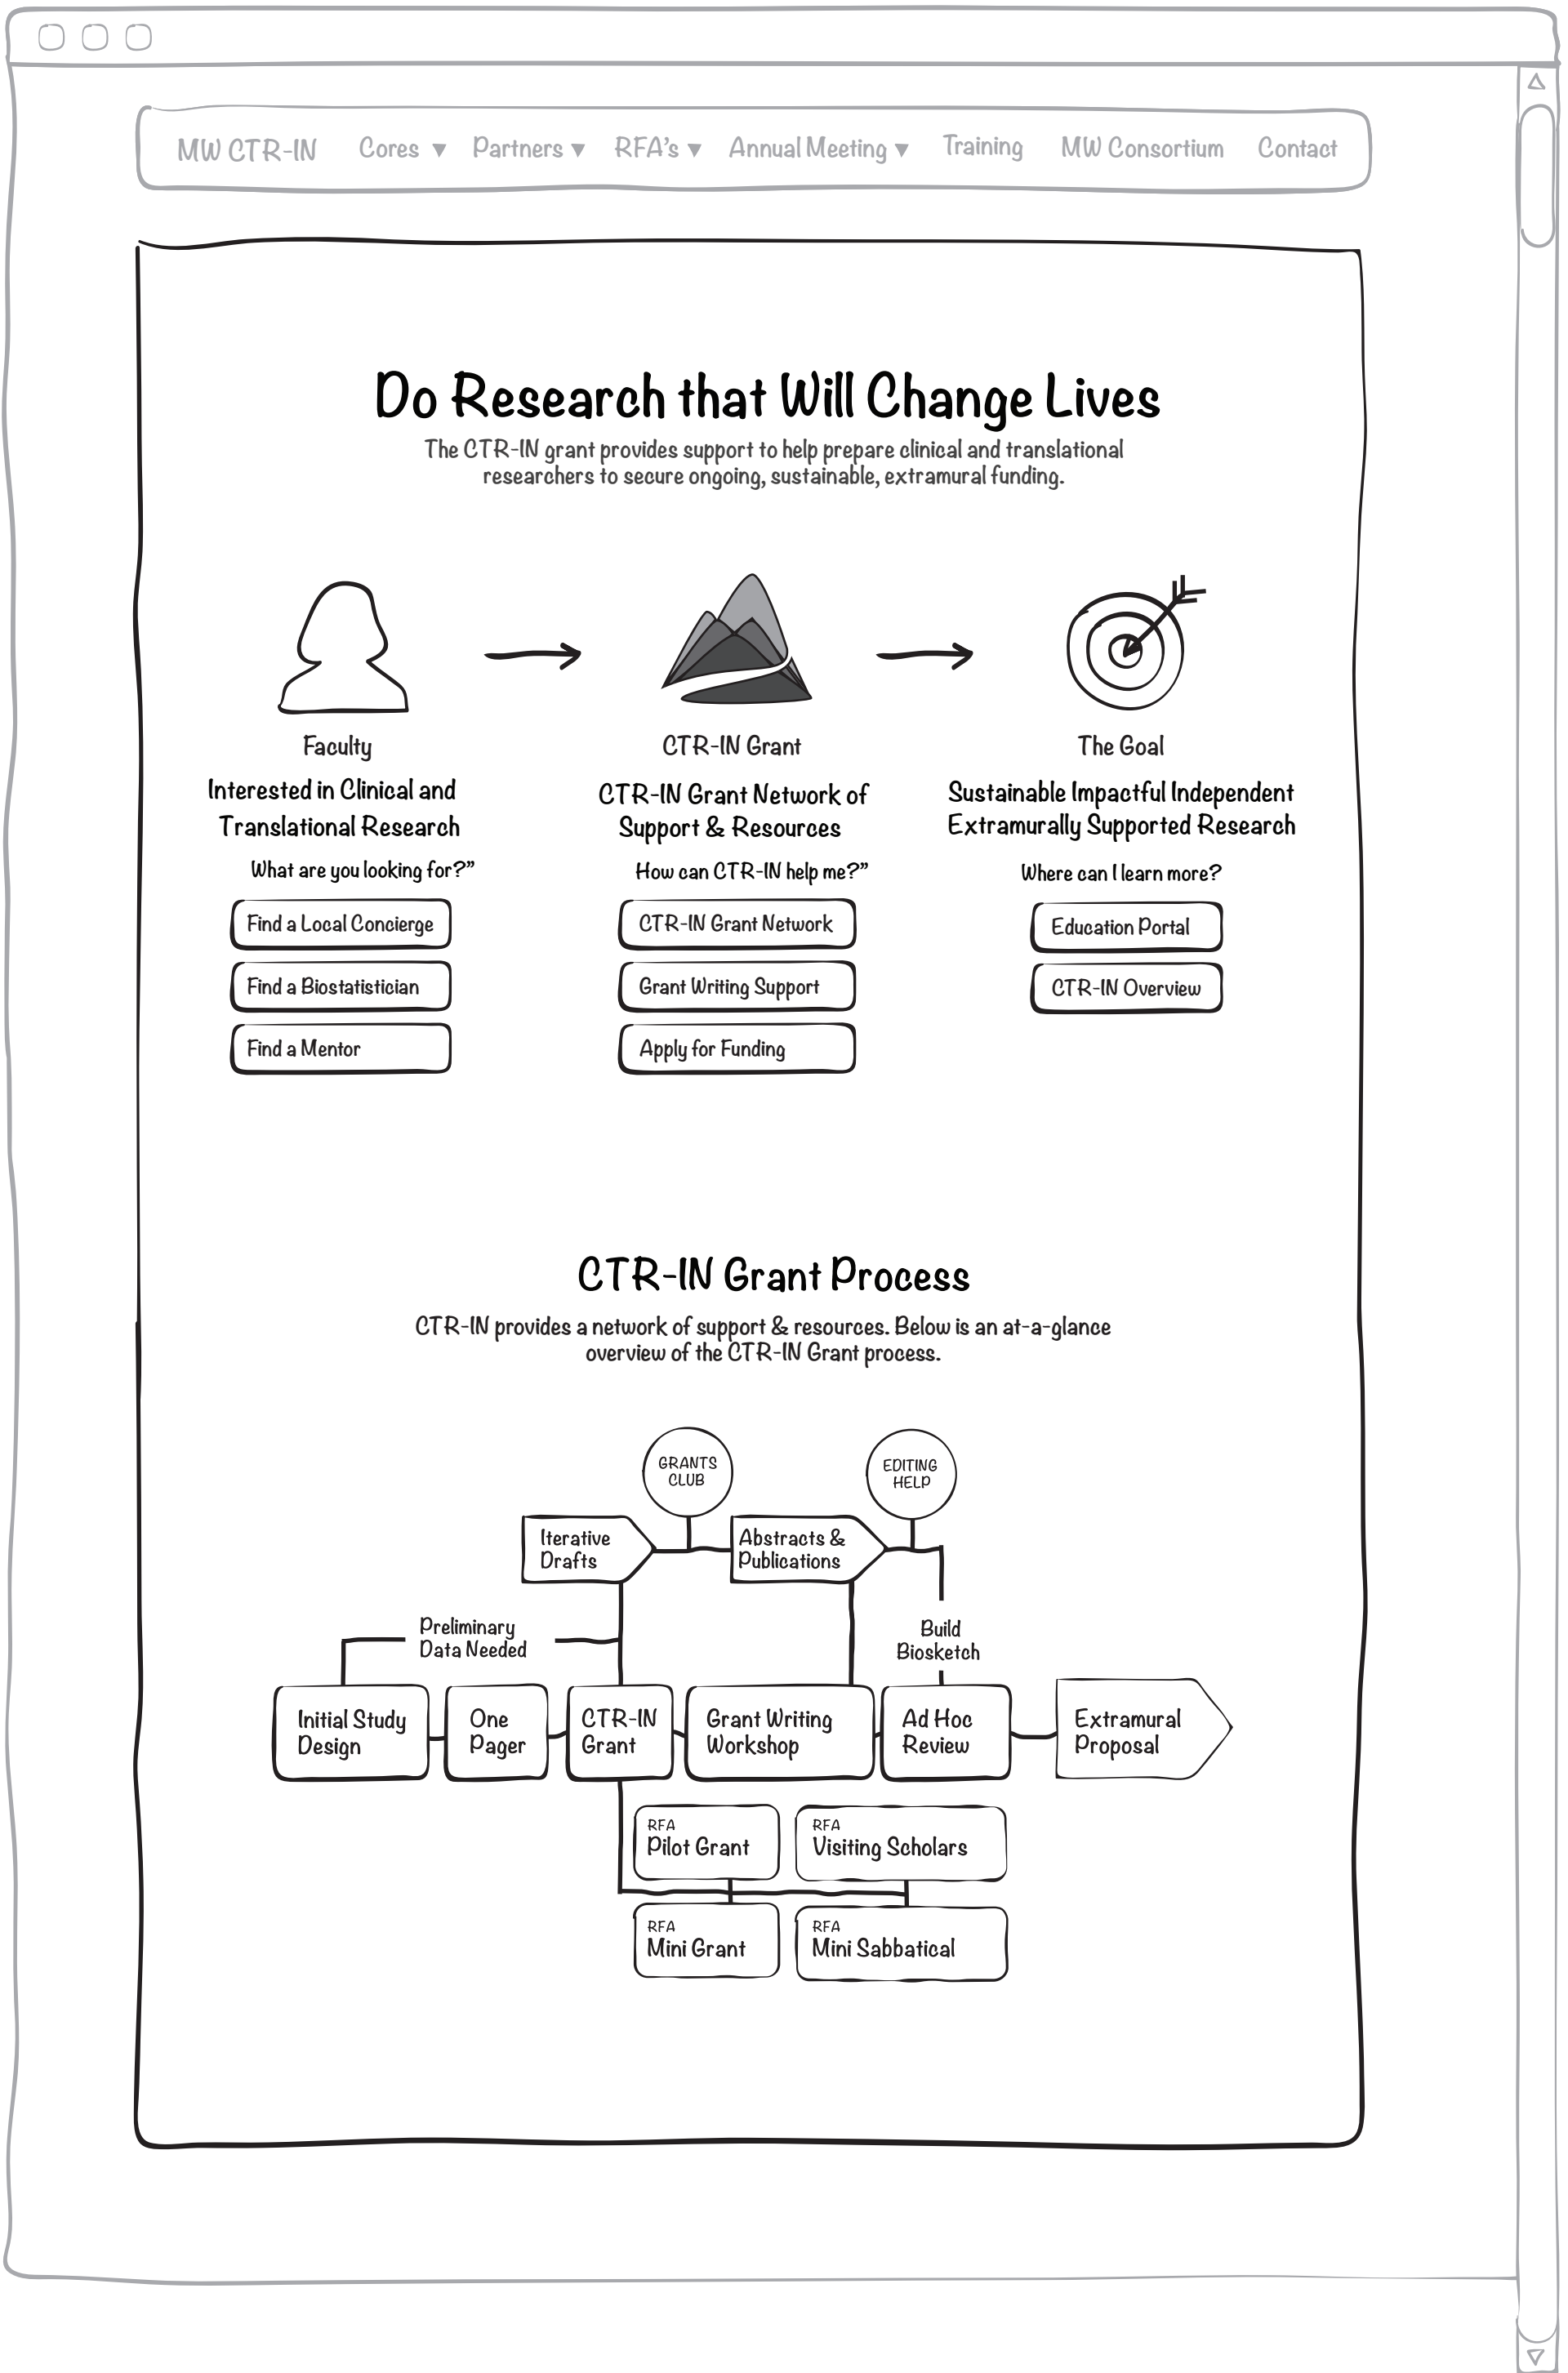 MW CTR-IN Cores ▼ Partners ▼ RFA's ▼ Annual Meeting ▼ Training MW Consortium Contact
Do Research that Will Change Lives
The CTR-IN grant provides support to help prepare clinical and translational
researchers to secure ongoing, sustainable, extramural funding.
Faculty
Interested in Clinical and
Translational Research
What are you looking for?”
Find a Local Concierge
Find a Biostatistician
Find a Mentor
CTR-IN Grant
CTR-IN Grant Network of
Support & Resources
How can CTR-IN help me?”
CTR-IN Grant Network
Grant Writing Support
Apply for Funding
The Goal
Sustainable Impactful Independent
Extramurally Supported Research
Where can I learn more?
Education Portal
CTR-IN Overview
CTR-IN Grant Process
CTR-IN provides a network of support & resources. Below is an at-a-glance
overview of the CTR-IN Grant process.
GRANTS
CLUB
EDITING
HELP
Iterative
Drafts
Abstracts &
Publications
Preliminary
Data Needed
Build
Biosketch
Initial Study
Design
One
Pager
CTR-IN
Grant
Grant Writing
Workshop
Ad Hoc
Review
Extramural
Proposal
RFA
Pilot Grant
RFA
Visiting Scholars
RFA
Mini Grant
RFA
Mini Sabbatical